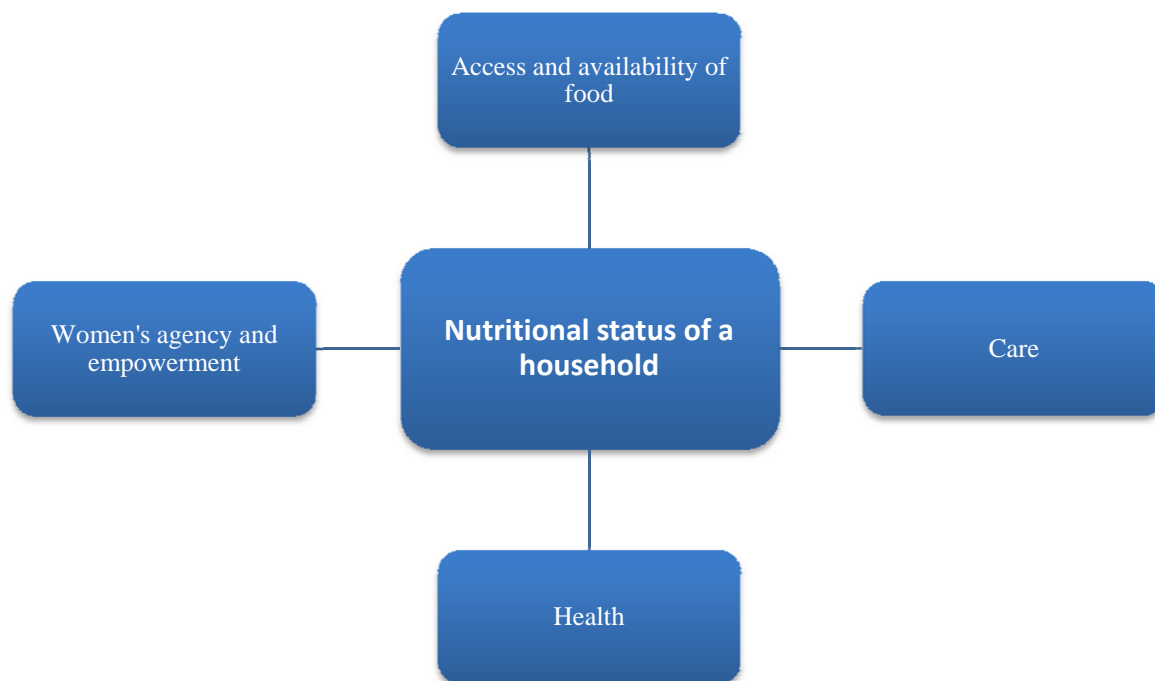 Access and availability of
food
Women's agency and
empowerment
Nutritional status of a
household
Care
Health